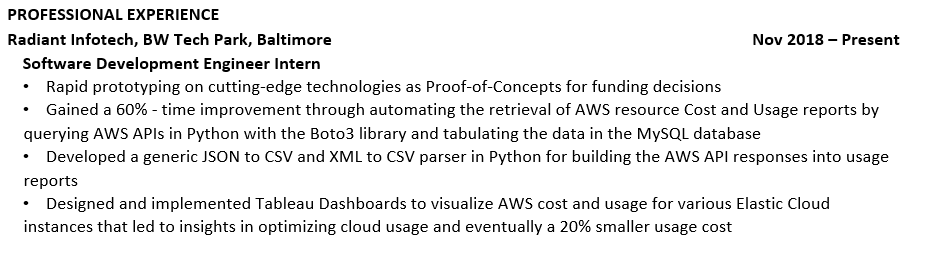 PROFESSIONAL EXPERIENCE
Radiant Infotech, BW Tech Park, Baltimore Nov 2018 – Present
Software Development Engineer Intern
• Rapid prototyping on cutting-edge technologies as Proof-of-Concepts for funding decisions
• Gained a 60% - time improvement through automating the retrieval of AWS resource Cost and Usage reports by
querying AWS APIs in Python with the Boto3 library and tabulating the data in the MySQL database
• Developed a generic JSON to CSV and XML to CSV parser in Python for building the AWS API responses into usage
reports
• Designed and implemented Tableau Dashboards to visualize AWS cost and usage for various Elastic Cloud
instances that led to insights in optimizing cloud usage and eventually a 20% smaller usage cost